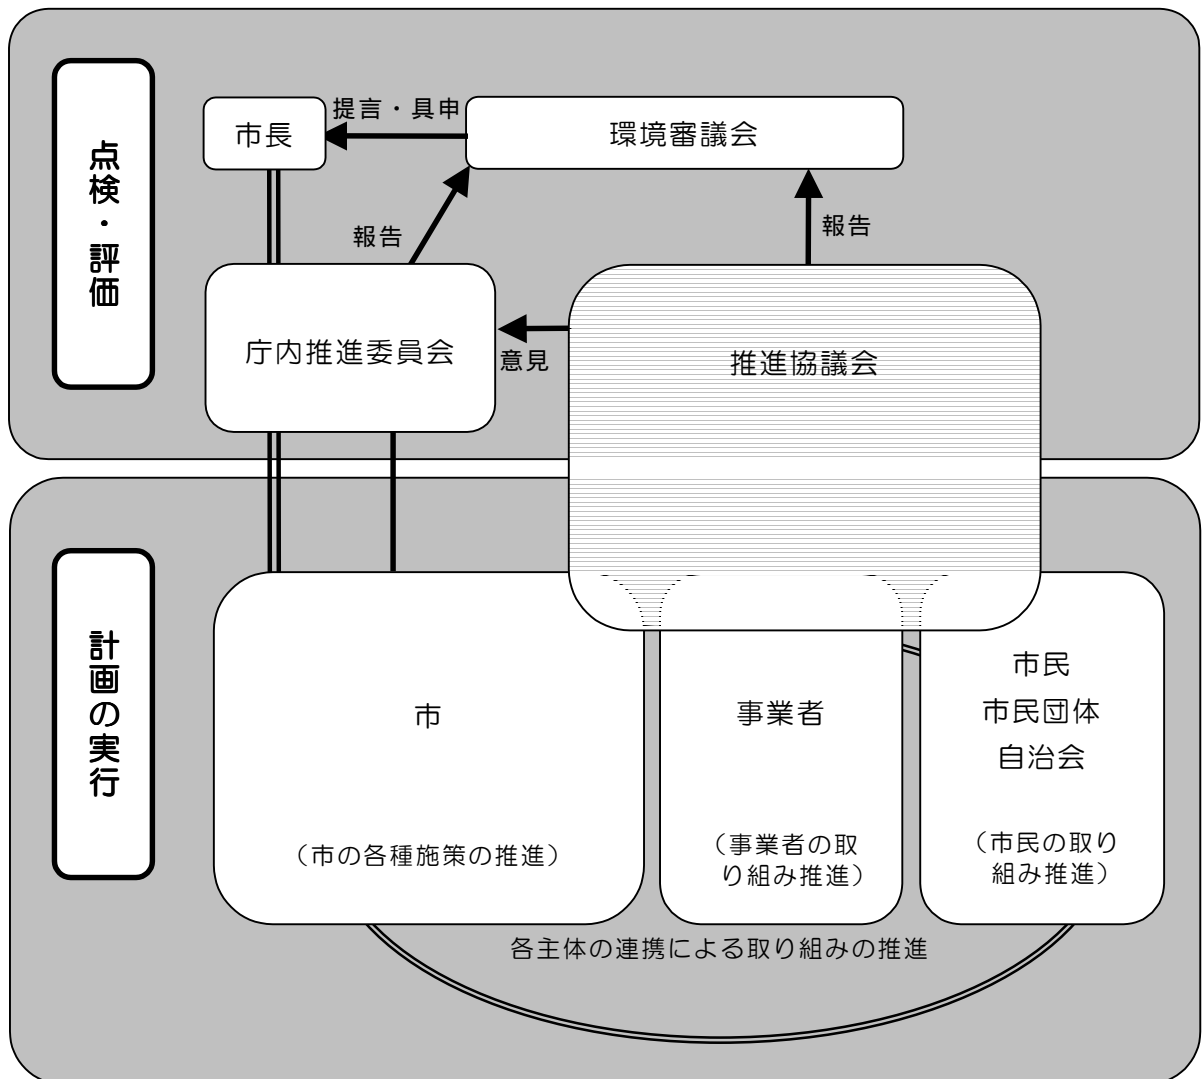 点検・評価
市長
提言・具申
環境審議会
報告
報告
庁内推進委員会
意見
推進協議会
計画の実行
市
(市の各種施策の推進)
事業者
(事業者の取
り組み推進)
市民
市民団体
自治会
(市民の取り
組み推進)
各主体の連携による取り組みの推進